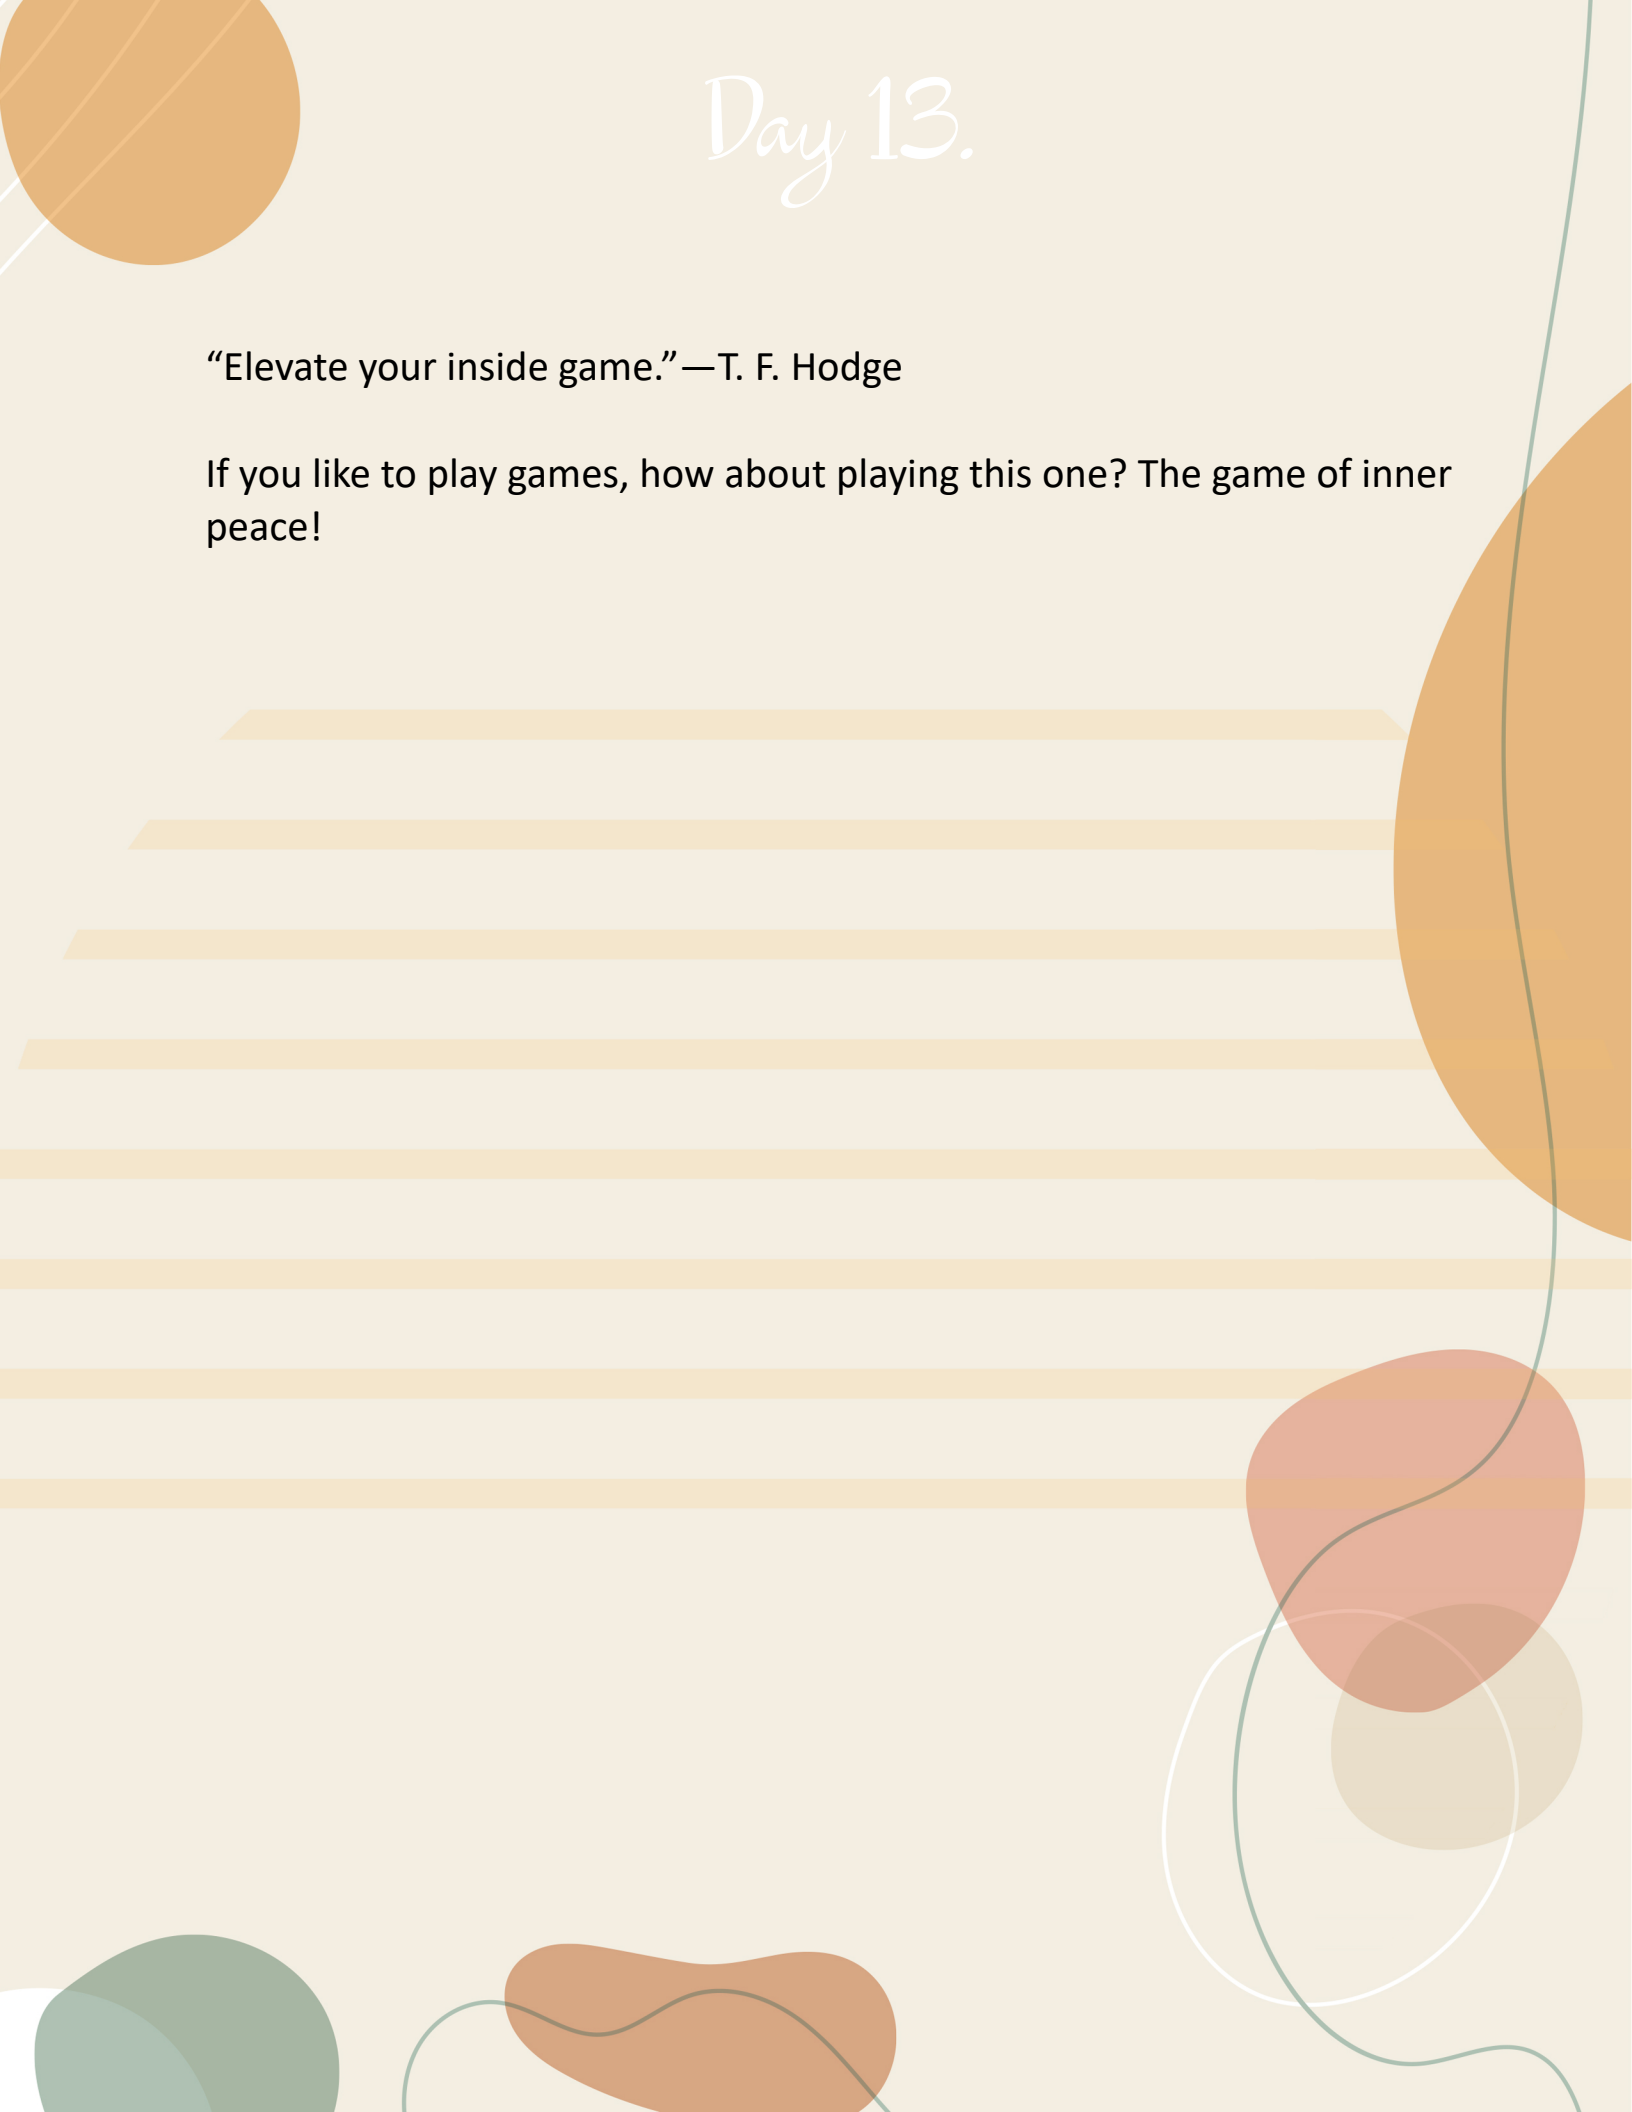 Day 13.
“Elevate your inside game.”—T. F. Hodge
If you like to play games, how about playing this one? The game of inner
peace!